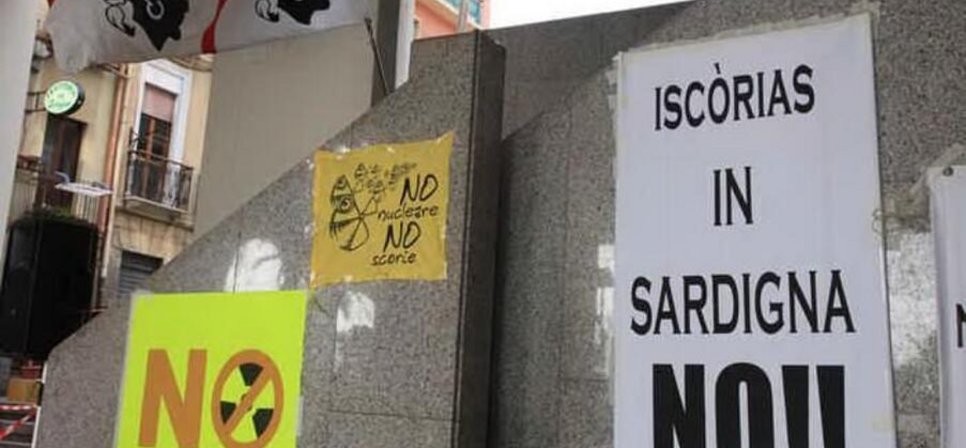 NO
nucleare
NO
scorie
NO
ISCÒRIAS
IN
SARDIGNA
NO!!